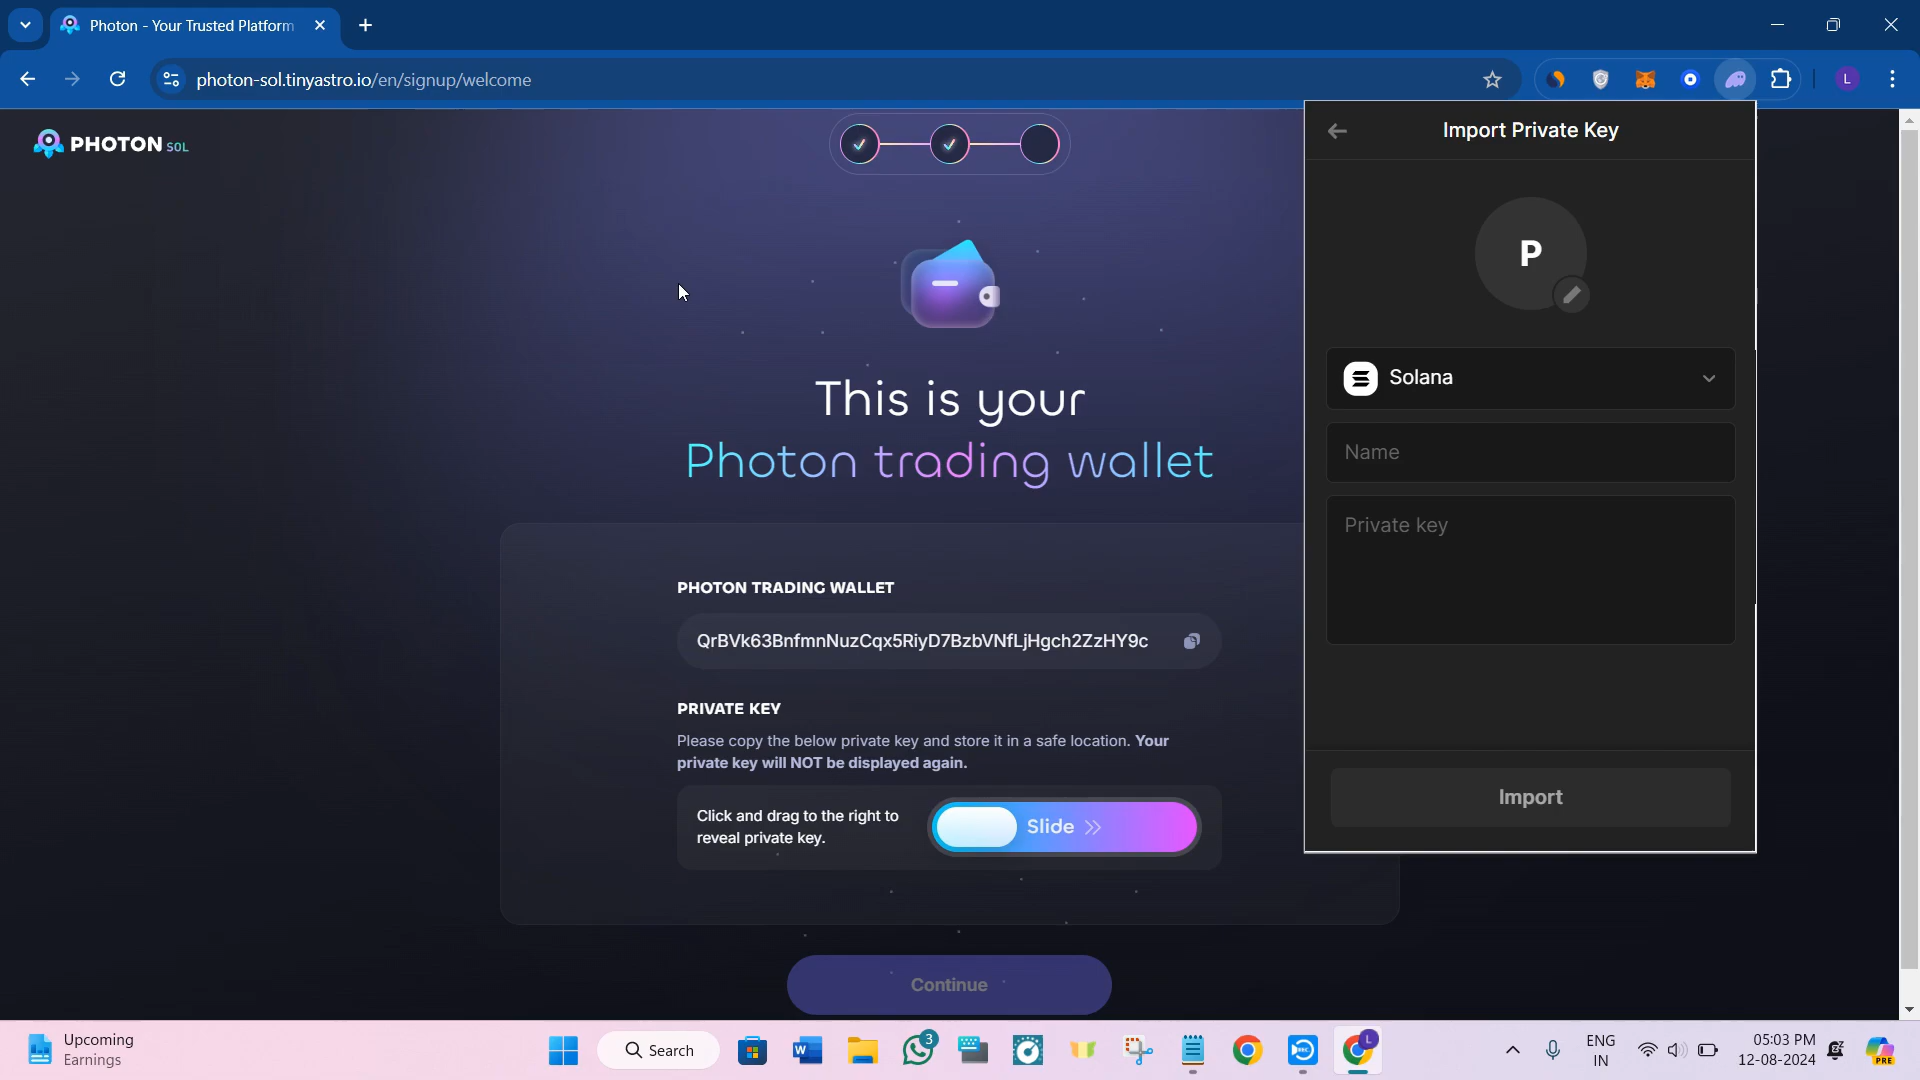 Photon - Your Trusted Platform
photon-sol.tinyastro.io/en/signup/welcome
L
PHOTON SOL
This is your
Photon trading wallet
PHOTON TRADING WALLET
QrBVk63BnfmnNuzCqx5RiyD7BzbVNfLjHgch2ZzHY9c
PRIVATE KEY
Please copy the below private key and store it in a safe location. Your
private key will NOT be displayed again.
Click and drag to the right to
reveal private key.
Slide
Continue
Import Private Key
P
Solana
Name
Private key
Import
Upcoming
Earnings
Search
3
L
ENG
IN
05:03 PM
12-08-2024
PRE